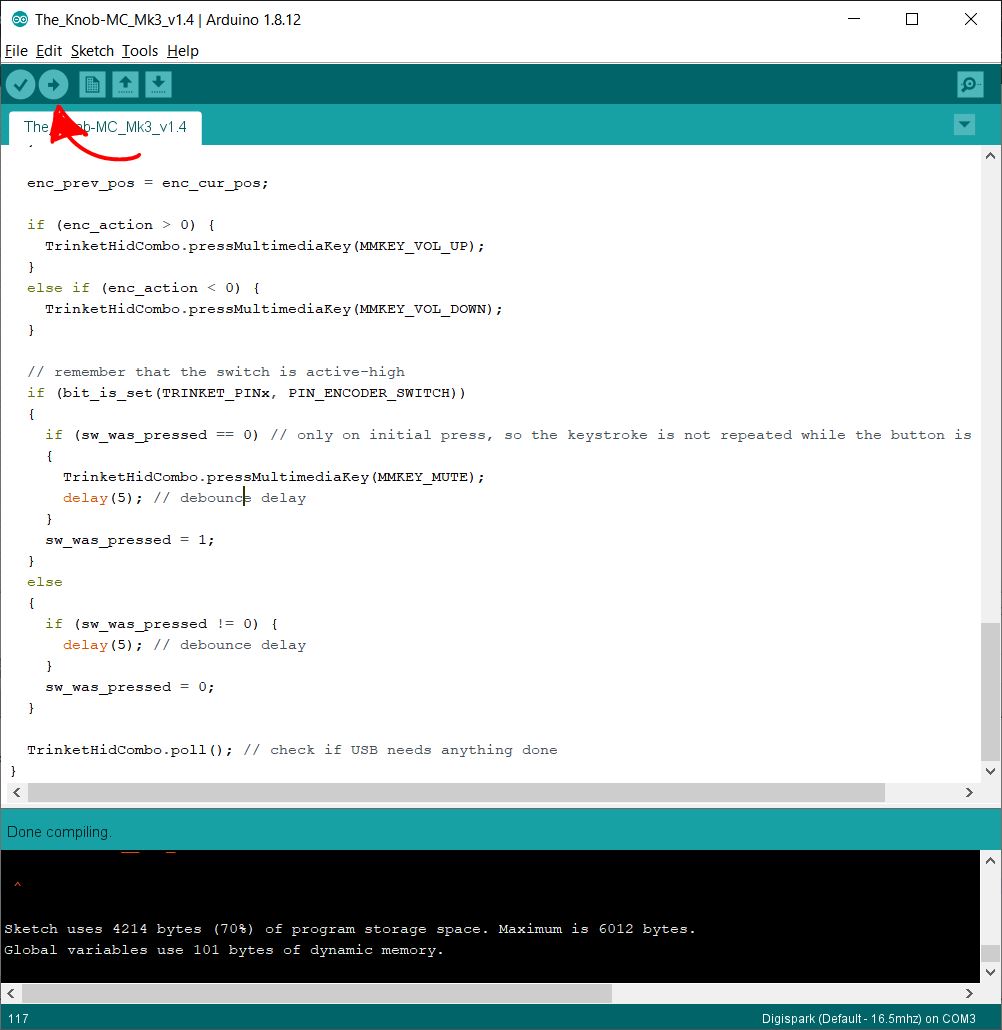 The_Knob-MC_Mk3_v1.4 | Arduino 1.8.12
File Edit Sketch Tools Help
The_Knob-MC_Mk3_v1.4
enc_prev_pos = enc_cur_pos;
if (enc_action > 0) {
TrinketHidCombo.pressMultimediaKey(MMKEY_VOL_UP);
}
else if (enc_action < 0) {
TrinketHidCombo.pressMultimediaKey(MMKEY_VOL_DOWN);
}
// remember that the switch is active-high
if (bit_is_set(TRINKET_PINx, PIN_ENCODER_SWITCH))
{
if (sw_was_pressed == 0) // only on initial press, so the keystroke is not repeated while the button is
{
TrinketHidCombo.pressMultimediaKey(MMKEY_MUTE);
delay(5); // debounce delay
}
sw_was_pressed = 1;
}
else
{
if (sw_was_pressed != 0) {
delay(5); // debounce delay
}
sw_was_pressed = 0;
}
TrinketHidCombo.poll(); // check if USB needs anything done
}
Done compiling.
^
Sketch uses 4214 bytes (70%) of program storage space. Maximum is 6012 bytes.
Global variables use 101 bytes of dynamic memory.
117 Digispark (Default - 16.5mhz) on COM3